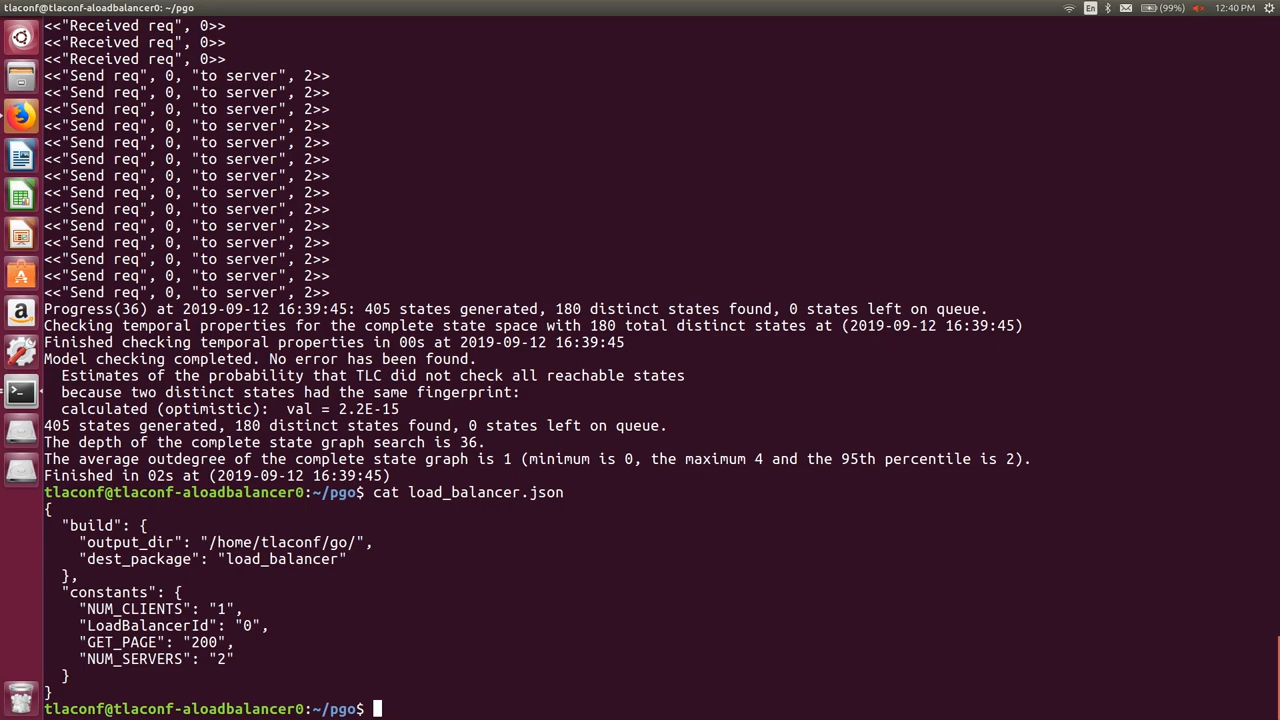 tlaconf@tlaconf-aloadbalancer0: ~/pgo
En
(99%)
12:40 PM
<<"Received req", 0>>
<<"Received req", 0>>
<<"Received req", 0>>
<<"Send req", 0, "to server", 2>>
<<"Send req", 0, "to server", 2>>
<<"Send req", 0, "to server", 2>>
<<"Send req", 0, "to server", 2>>
<<"Send req", 0, "to server", 2>>
<<"Send req", 0, "to server", 2>>
<<"Send req", 0, "to server", 2>>
<<"Send req", 0, "to server", 2>>
<<"Send req", 0, "to server", 2>>
<<"Send req", 0, "to server", 2>>
<<"Send req", 0, "to server", 2>>
<<"Send req", 0, "to server", 2>>
<<"Send req", 0, "to server", 2>>
<<"Send req", 0, "to server", 2>>
Progress(36) at 2019-09-12 16:39:45: 405 states generated, 180 distinct states found, 0 states left on queue.
Checking temporal properties for the complete state space with 180 total distinct states at (2019-09-12 16:39:45)
Finished checking temporal properties in 00s at 2019-09-12 16:39:45
Model checking completed. No error has been found.
  Estimates of the probability that TLC did not check all reachable states
  because two distinct states had the same fingerprint:
  calculated (optimistic):  val = 2.2E-15
405 states generated, 180 distinct states found, 0 states left on queue.
The depth of the complete state graph search is 36.
The average outdegree of the complete state graph is 1 (minimum is 0, the maximum 4 and the 95th percentile is 2).
Finished in 02s at (2019-09-12 16:39:45)
tlaconf@tlaconf-aloadbalancer0:~/pgo$ cat load_balancer.json
{
  "build": {
    "output_dir": "/home/tlaconf/go/",
    "dest_package": "load_balancer"
  },
  "constants": {
    "NUM_CLIENTS": "1",
    "LoadBalancerId": "0",
    "GET_PAGE": "200",
    "NUM_SERVERS": "2"
  }
}
tlaconf@tlaconf-aloadbalancer0:~/pgo$